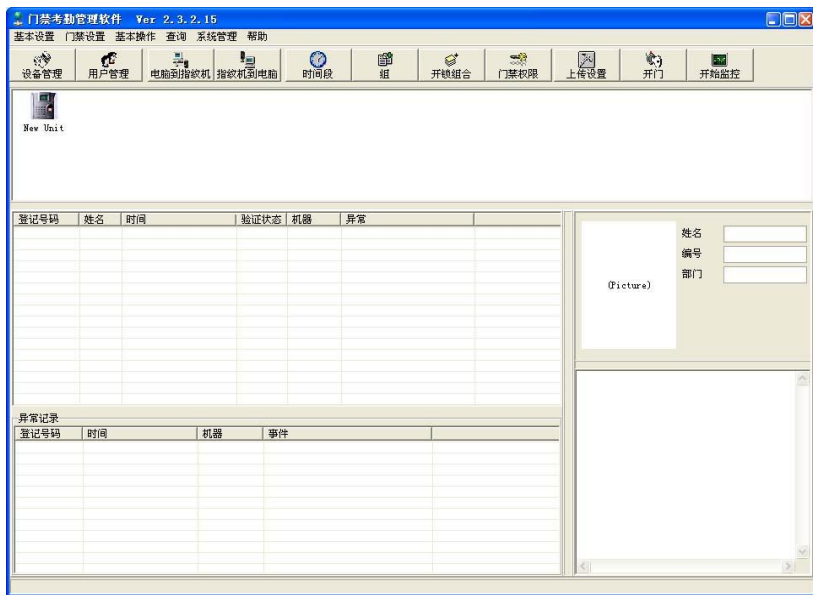 门禁考勤管理软件 Ver 2.3.2.15
基本设置 门禁设置 基本操作 查询 系统管理 帮助
设备管理 用户管理 电脑到指纹机 指纹机到电脑 时间段 组 开锁组合 门禁权限 上传设置 开门 开始监控
New Unit
登记号码 姓名 时间 验证状态 机器 异常
姓名
编号
部门
(Picture)
异常记录
登记号码 时间 机器 事件